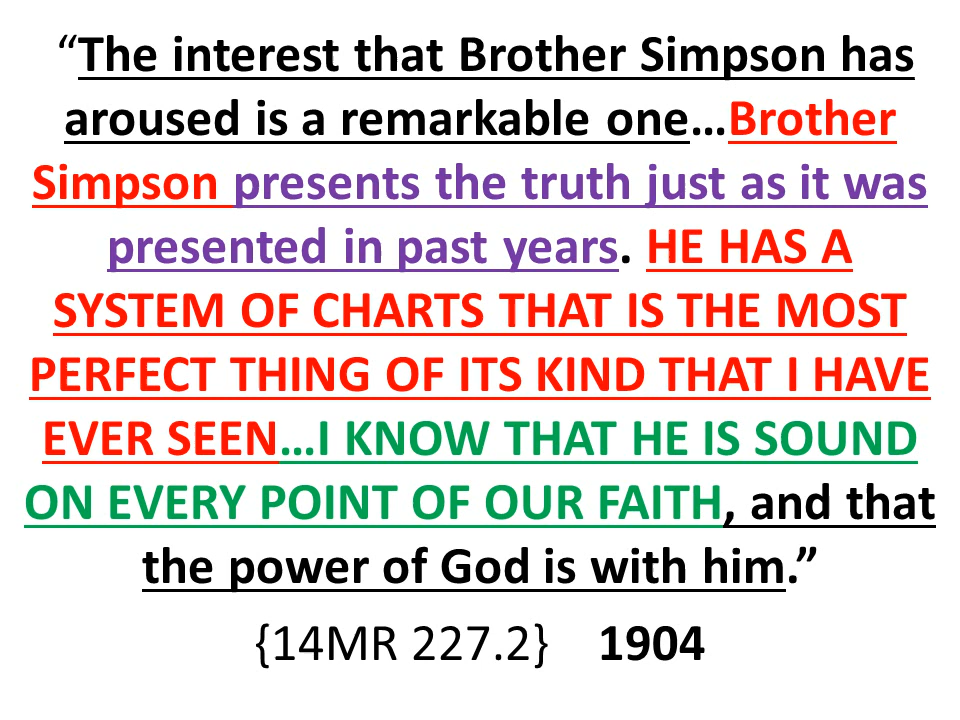 “The interest that Brother Simpson has
aroused is a remarkable one…Brother
Simpson presents the truth just as it was
presented in past years. HE HAS A
SYSTEM OF CHARTS THAT IS THE MOST
PERFECT THING OF ITS KIND THAT I HAVE
EVER SEEN…I KNOW THAT HE IS SOUND
ON EVERY POINT OF OUR FAITH, and that
the power of God is with him.”
{14MR 227.2} 1904